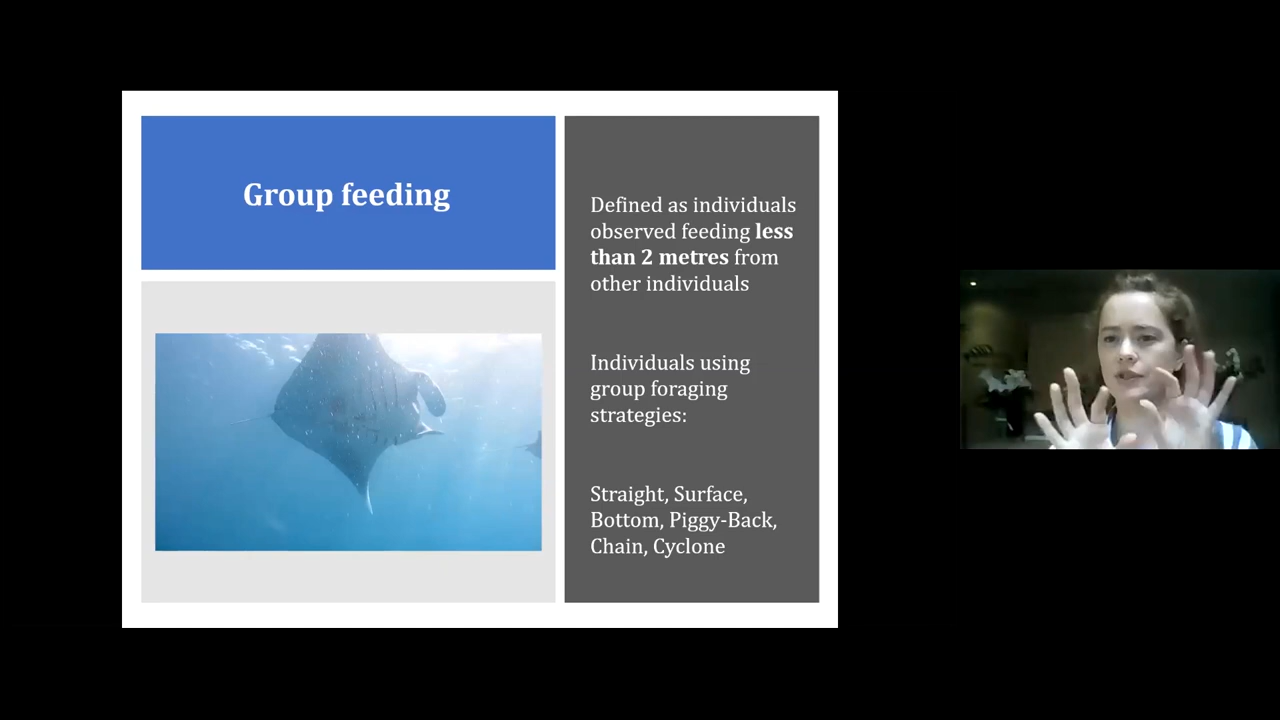 Group feeding
Defined as individuals
observed feeding less
than 2 metres from
other individuals
Individuals using
group foraging
strategies:
Straight, Surface,
Bottom, Piggy-Back,
Chain, Cyclone